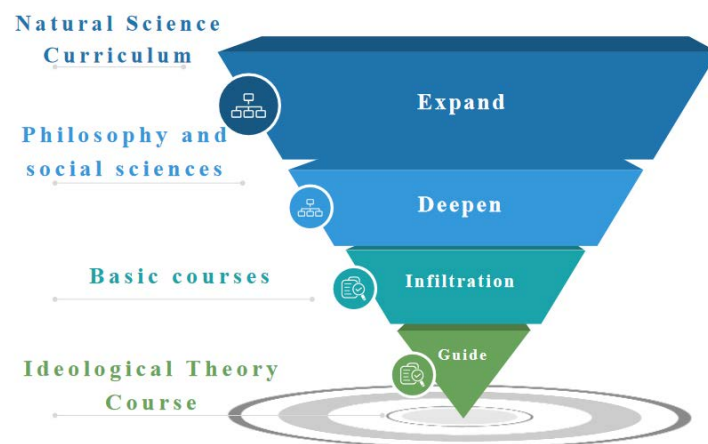 Natural Science
Curriculum
Expand
Philosophy and
social sciences
Deepen
Basic courses
Infiltration
Guide
Ideological Theory
Course